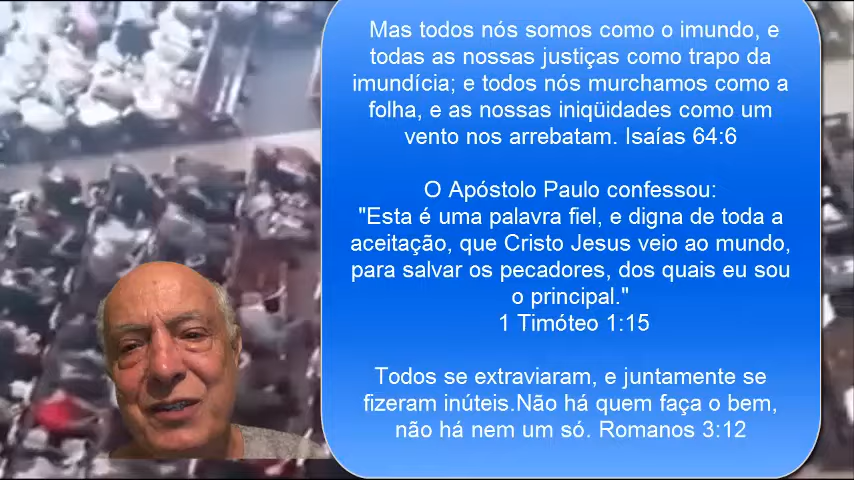 Mas todos nós somos como o imundo, e
todas as nossas justiças como trapo da
imundícia; e todos nós murchamos como a
folha, e as nossas iniqüidades como um
vento nos arrebatam. Isaías 64:6
O Apóstolo Paulo confessou:
"Esta é uma palavra fiel, e digna de toda a
aceitação, que Cristo Jesus veio ao mundo,
para salvar os pecadores, dos quais eu sou
o principal."
1 Timóteo 1:15
Todos se extraviaram, e juntamente se
fizeram inúteis.Não há quem faça o bem,
não há nem um só. Romanos 3:12